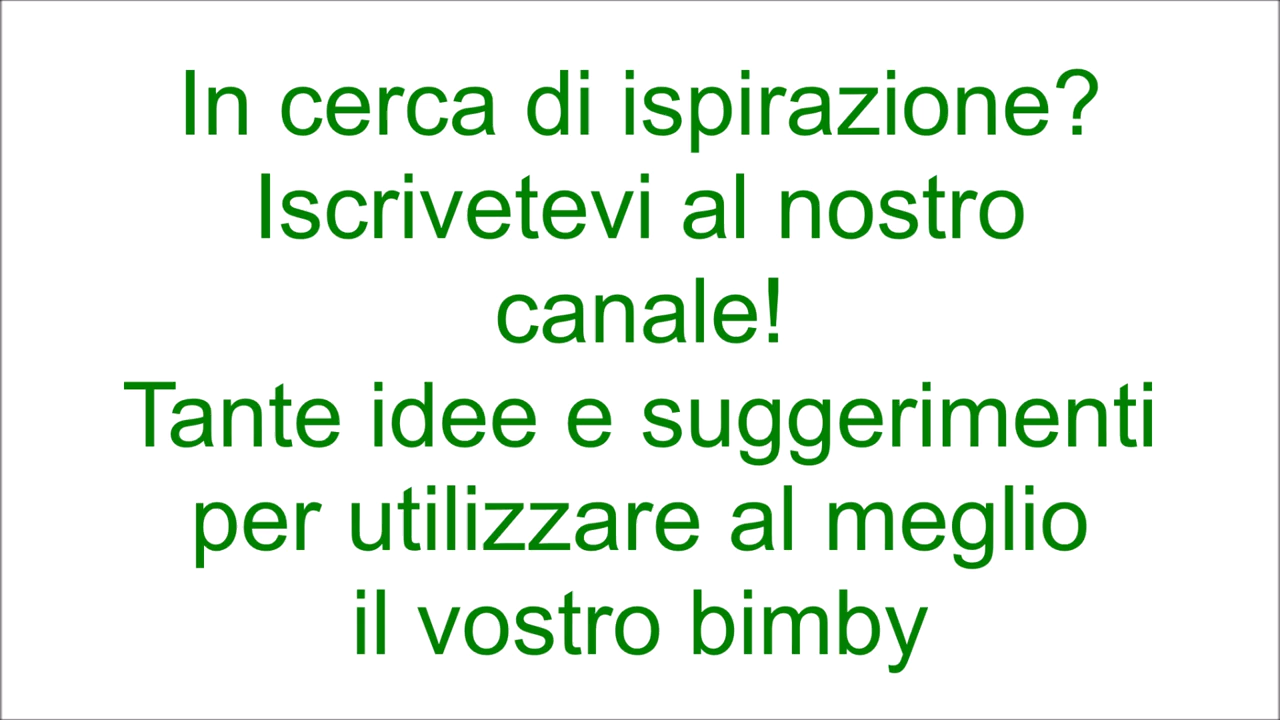 In cerca di ispirazione?
Iscrivetevi al nostro
canale!
Tante idee e suggerimenti
per utilizzare al meglio
il vostro bimby